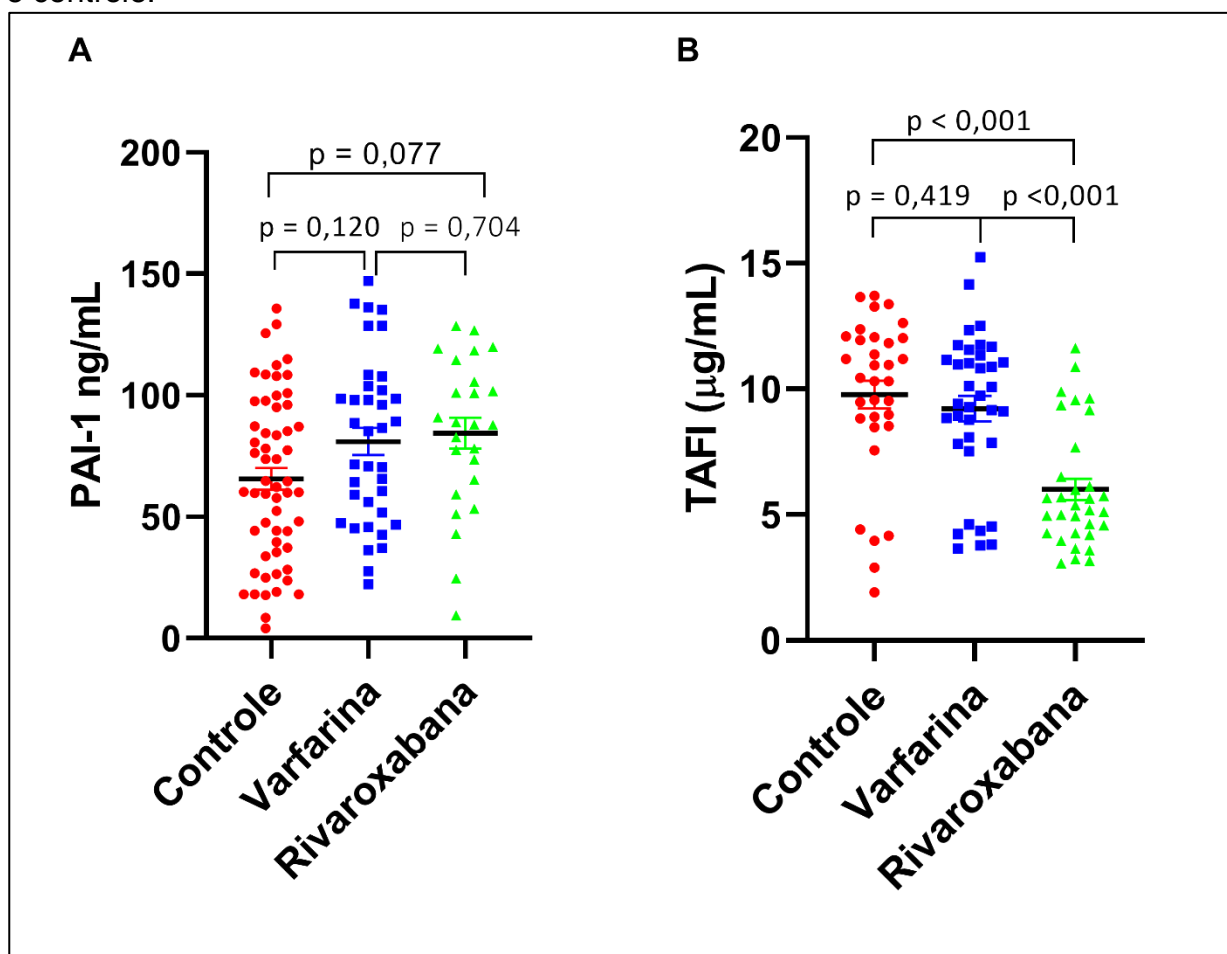 e controle.
A
B
200
150
100
50
0
PAI-1 ng/mL
p = 0,077
p = 0,120
p = 0,704
Controle
Varfarina
Rivaroxabana
20
15
10
5
0
TAFI (μg/mL)
p < 0,001
p = 0,419
p <0,001
Controle
Varfarina
Rivaroxabana